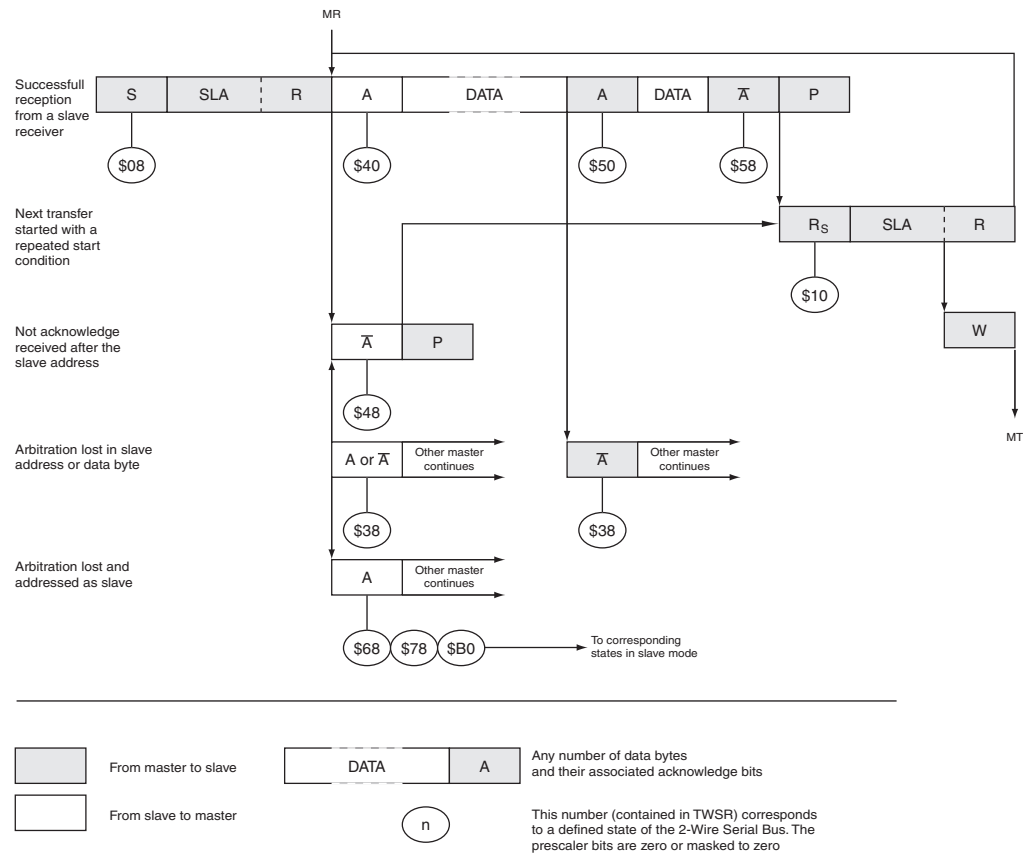 MR
Successfull
reception
from a slave
receiver
S SLA R A DATA A DATA A̅ P
$08 $40 $50 $58
Next transfer
started with a
repeated start
condition
RS SLA R
$10
Not acknowledge
received after the
slave address
A̅ P
W
$48
MT
Arbitration lost in slave
address or data byte
A or A̅
Other master
continues
A̅
Other master
continues
$38 $38
Arbitration lost and
addressed as slave
A
Other master
continues
$68 $78 $B0
To corresponding
states in slave mode
From master to slave
DATA A
Any number of data bytes
and their associated acknowledge bits
From slave to master
n
This number (contained in TWSR) corresponds
to a defined state of the 2-Wire Serial Bus. The
prescaler bits are zero or masked to zero